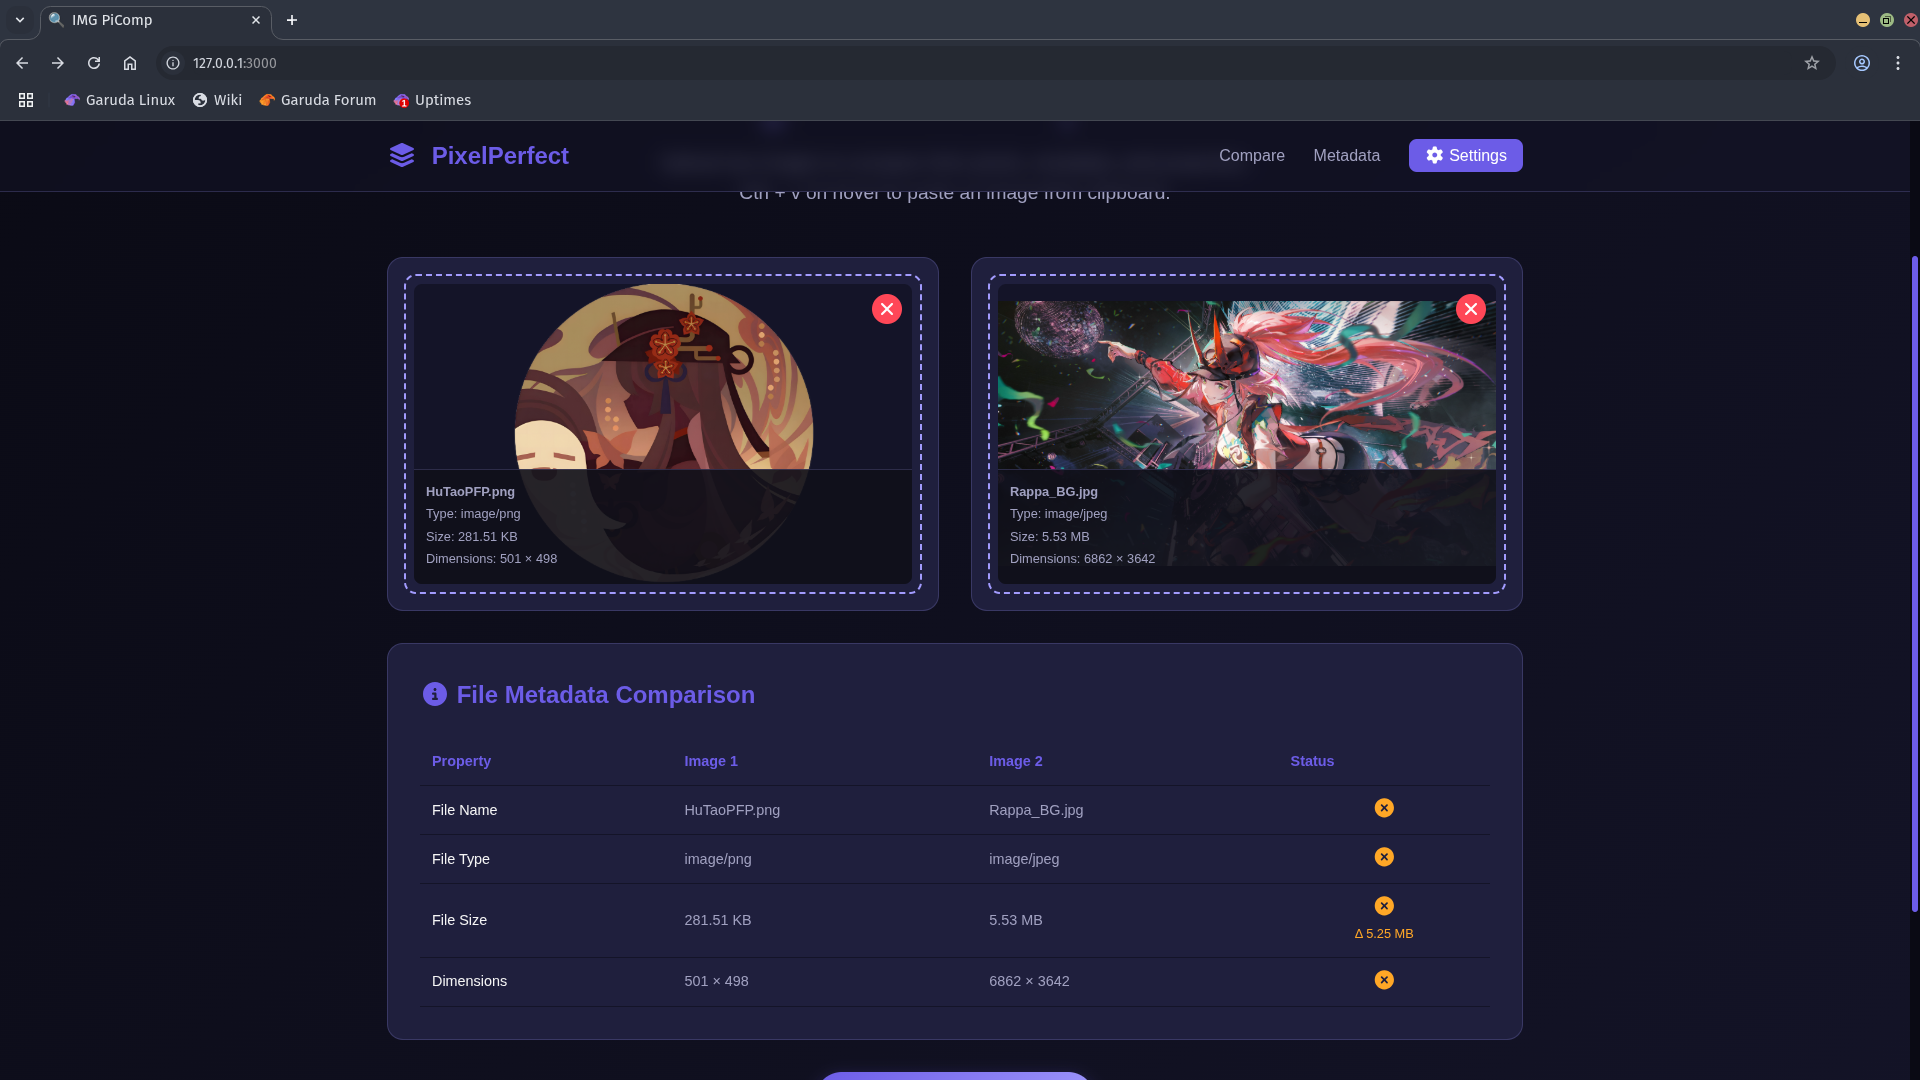 IMG PiComp
127.0.0.1:3000
Garuda Linux Wiki Garuda Forum 1 Uptimes
PixelPerfect
Compare Metadata Settings
Ctrl + V on hover to paste an image from clipboard.
HuTaoPFP.png
Type: image/png
Size: 281.51 KB
Dimensions: 501 × 498
Rappa_BG.jpg
Type: image/jpeg
Size: 5.53 MB
Dimensions: 6862 × 3642
File Metadata Comparison
Property Image 1 Image 2 Status
File Name HuTaoPFP.png Rappa_BG.jpg
File Type image/png image/jpeg
File Size 281.51 KB 5.53 MB
Δ 5.25 MB
Dimensions 501 × 498 6862 × 3642